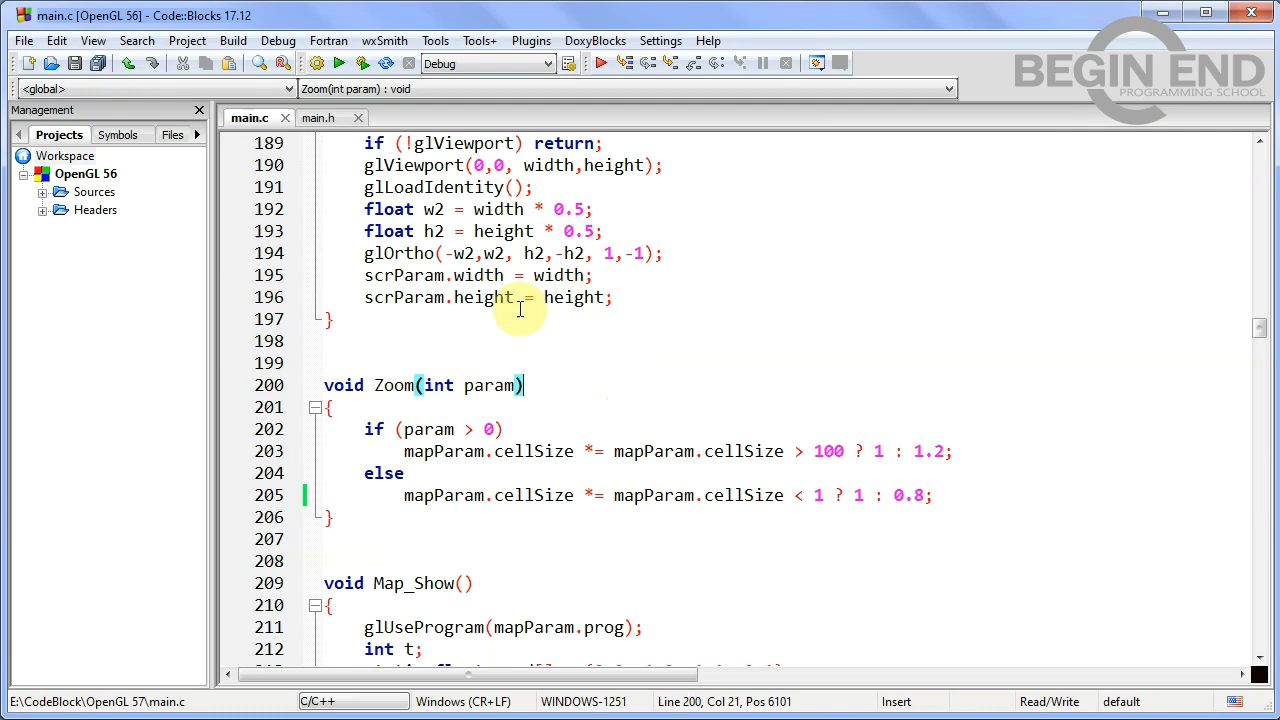 main.c [OpenGL 56] - Code::Blocks 17.12
File Edit View Search Project Build Debug Fortran wxSmith Tools Tools+ Plugins DoxyBlocks Settings Help
BEGIN END
PROGRAMMING SCHOOL
Debug
<global> Zoom(int param) : void
Management
main.c main.h
Projects Symbols Files
Workspace
OpenGL 56
Sources
Headers
189 if (!glViewport) return;
190 glViewport(0,0, width,height);
191 glLoadIdentity();
192 float w2 = width * 0.5;
193 float h2 = height * 0.5;
194 glOrtho(-w2,w2, h2,-h2, 1,-1);
195 scrParam.width = width;
196 scrParam.height = height;
197 }
198
199
200 void Zoom(int param)
201 {
202 if (param > 0)
203 mapParam.cellSize *= mapParam.cellSize > 100 ? 1 : 1.2;
204 else
205 mapParam.cellSize *= mapParam.cellSize < 1 ? 1 : 0.8;
206 }
207
208
209 void Map_Show()
210 {
211 glUseProgram(mapParam.prog);
212 int t;
E:\CodeBlock\OpenGL 57\main.c C/C++ Windows (CR+LF) WINDOWS-1251 Line 200, Col 21, Pos 6101 Insert Read/Write default